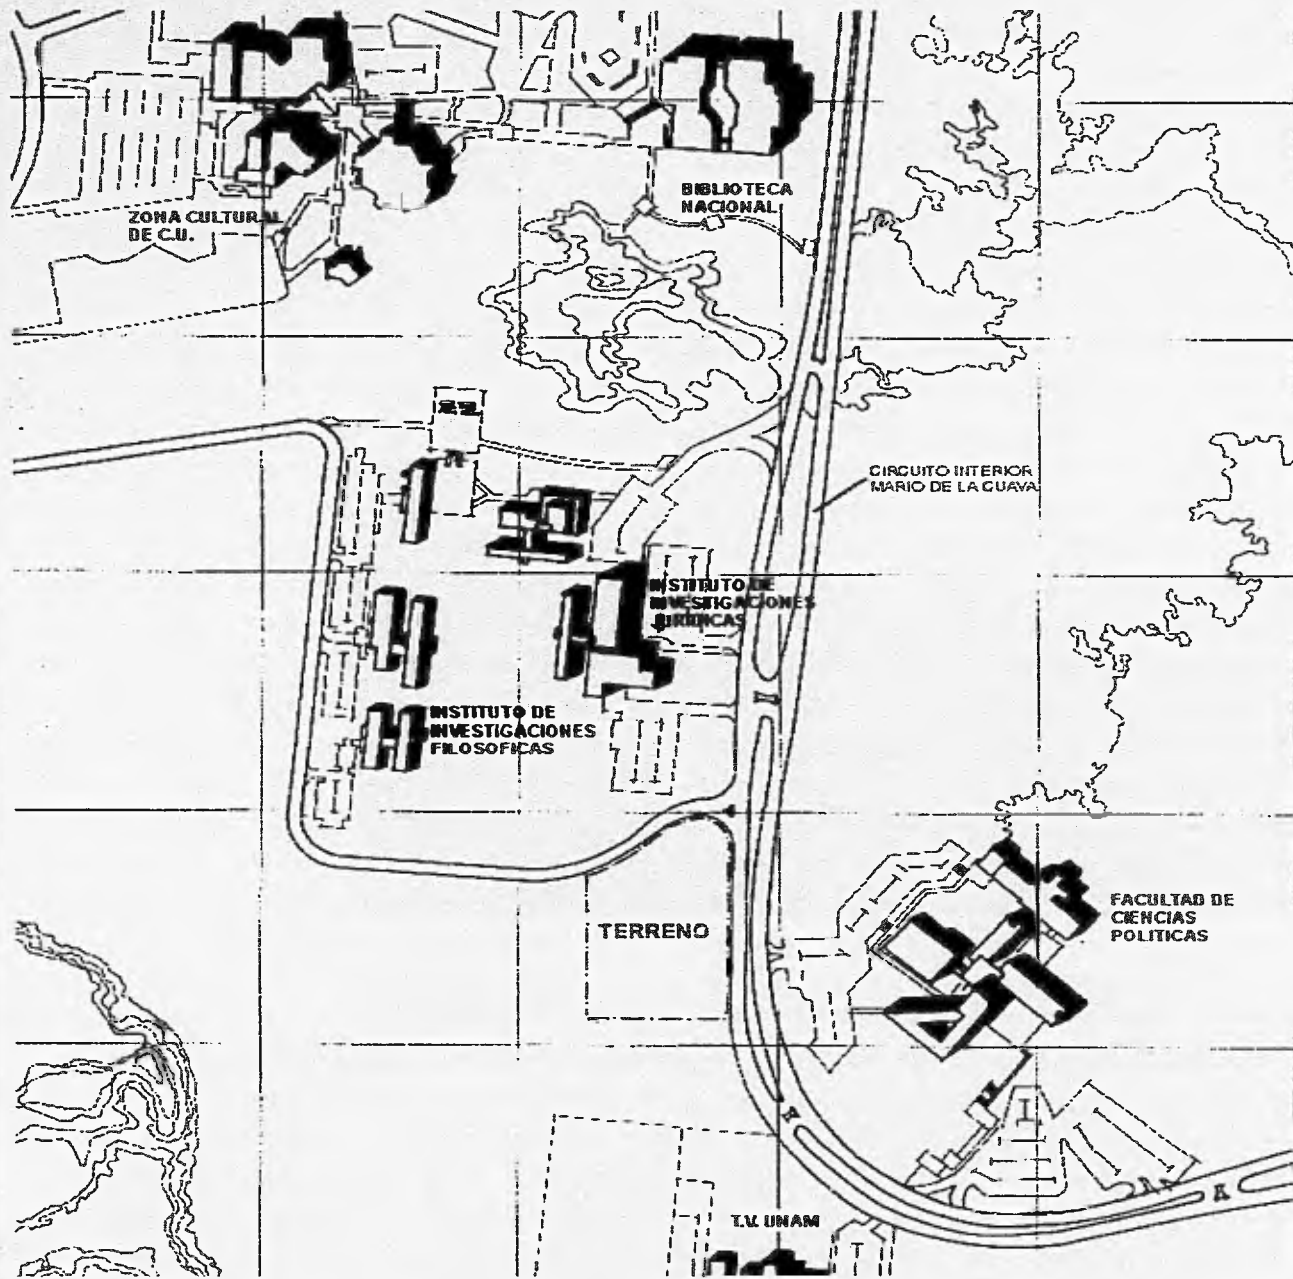 ZONA CULTURAL
DE C.U.
BIBLIOTECA
NACIONAL
CIRCUITO INTERIOR
MARIO DE LA CUAVA
INSTITUTO DE
INVESTIGACIONES
JURIDICAS
INSTITUTO DE
INVESTIGACIONES
FILOSOFICAS
TERRENO
FACULTAD DE
CIENCIAS
POLITICAS
T.V. UNAM